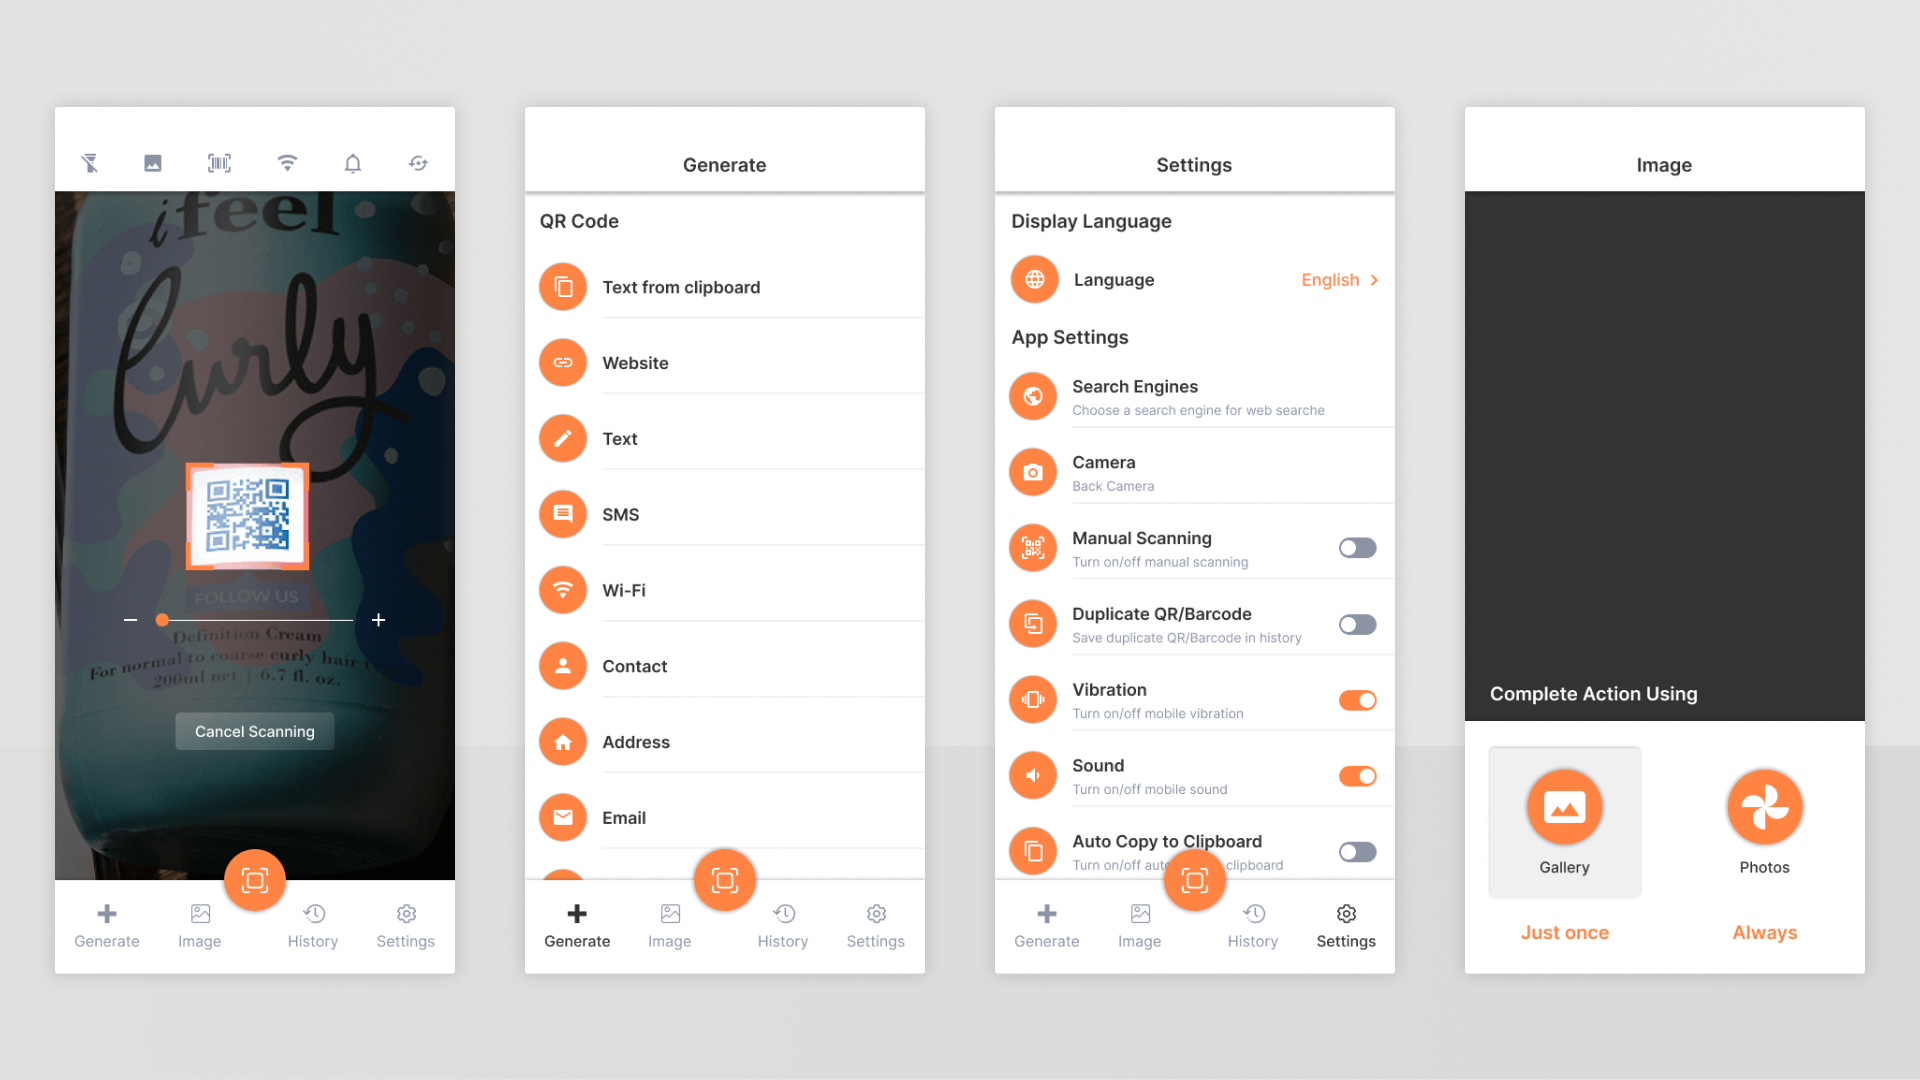 ifeel
Curly
FOLLOW US
Definition Cream
For normal to coarse curly hair
200ml net | 6.7 fl. oz.
Cancel Scanning
Generate
Image
History
Settings
Generate
QR Code
Text from clipboard
Website
Text
SMS
Wi-Fi
Contact
Address
Email
Generate
Image
History
Settings
Settings
Display Language
Language
English
App Settings
Search Engines
Choose a search engine for web searche
Camera
Back Camera
Manual Scanning
Turn on/off manual scanning
Duplicate QR/Barcode
Save duplicate QR/Barcode in history
Vibration
Turn on/off mobile vibration
Sound
Turn on/off mobile sound
Auto Copy to Clipboard
Turn on/off clipboard
Generate
Image
History
Settings
Image
Complete Action Using
Gallery
Photos
Just once
Always